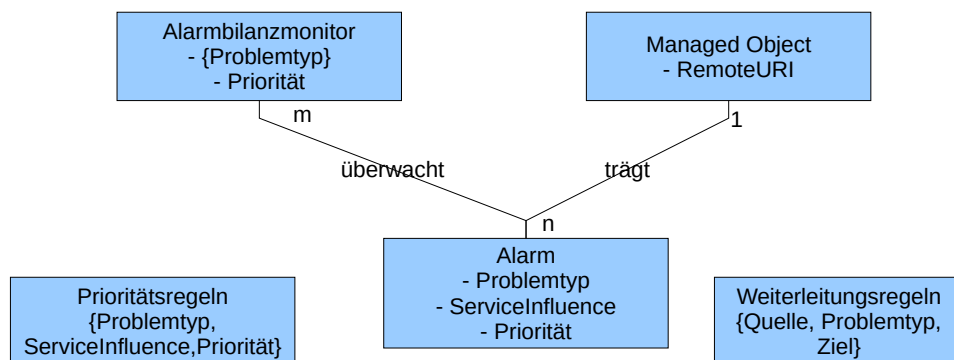 Alarmbilanzmonitor
- {Problemtyp}
- Priorität
Managed Object
- RemoteURI
m
1
überwacht
trägt
n
Alarm
- Problemtyp
- ServiceInfluence
- Priorität
Prioritätsregeln
{Problemtyp,
ServiceInfluence,Priorität}
Weiterleitungsregeln
{Quelle, Problemtyp,
Ziel}